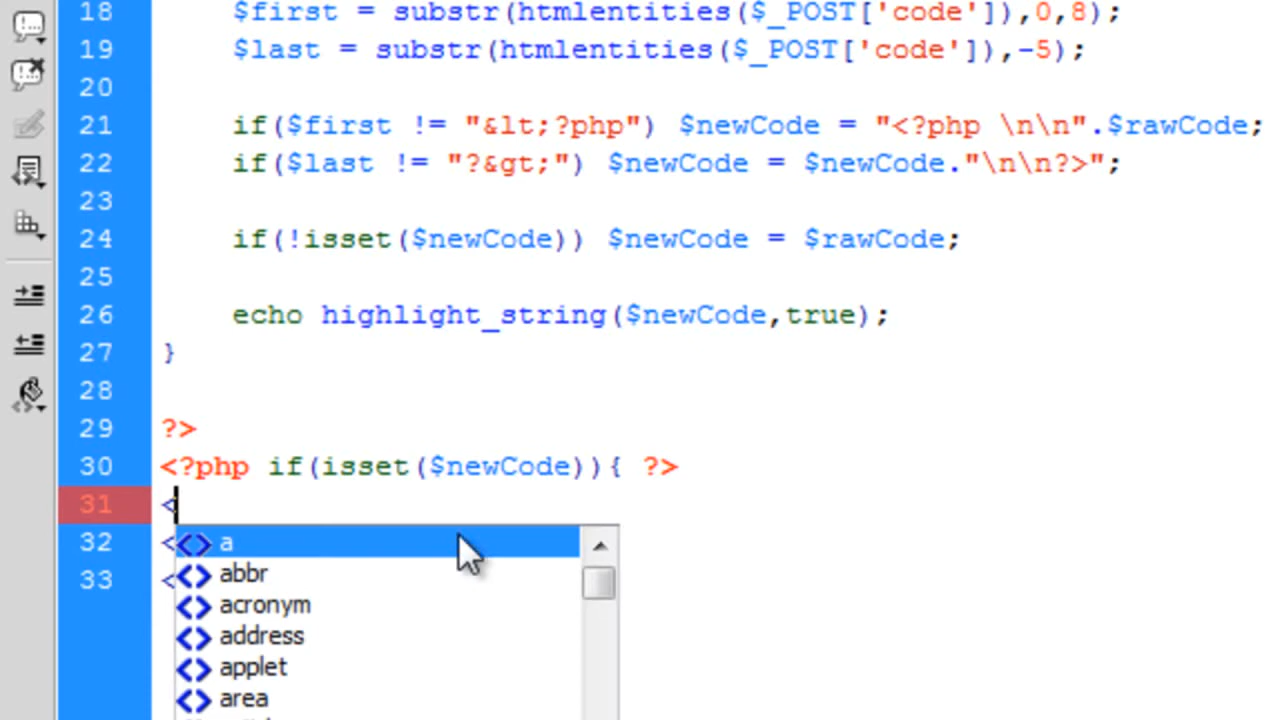 18 $first = substr(htmlentities($_POST['code']),0,8);
19 $last = substr(htmlentities($_POST['code']),-5);
20
21 if($first != "&lt;?php") $newCode = "<?php \n\n".$rawCode;
22 if($last != "?&gt;") $newCode = $newCode."\n\n?>";
23
24 if(!isset($newCode)) $newCode = $rawCode;
25
26 echo highlight_string($newCode,true);
27 }
28
29 ?>
30 <?php if(isset($newCode)){ ?>
31 <
32 < <> a
<> abbr
33 <
<> acronym
<> address
<> applet
<> area